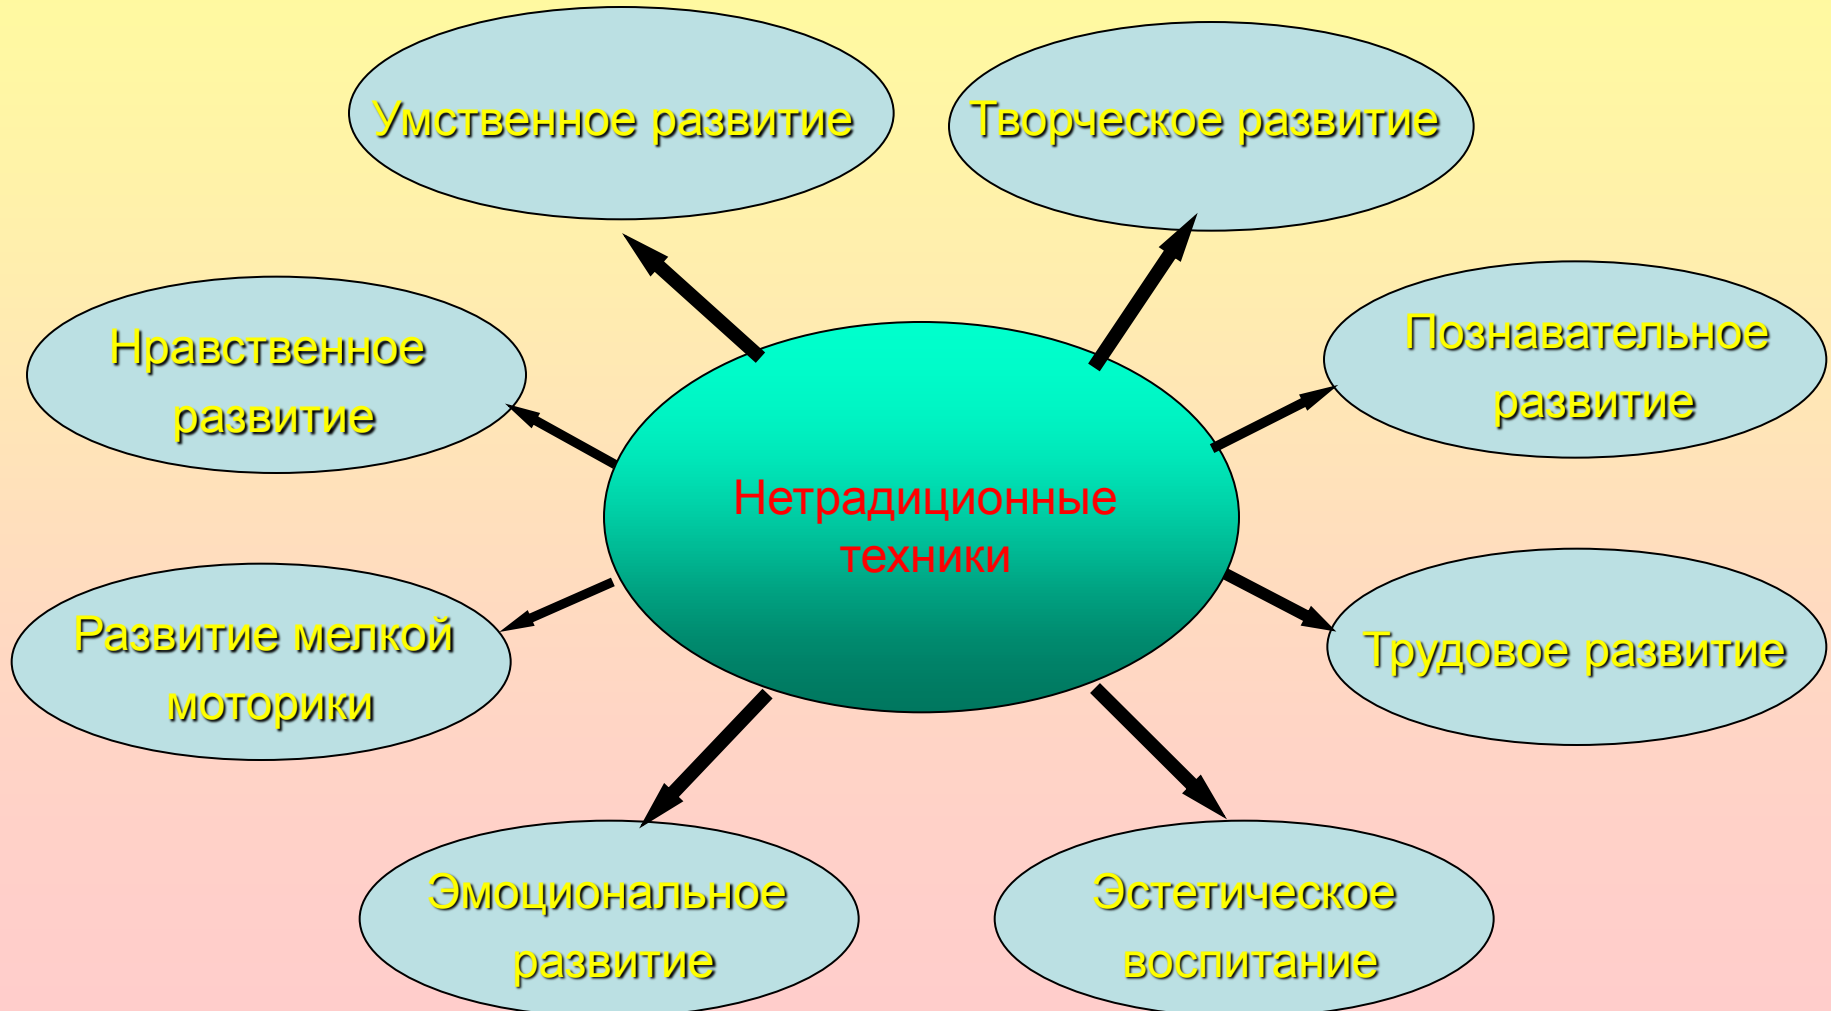 Умственное развитие
Творческое развитие
Нравственное
развитие
Познавательное
развитие
Нетрадиционные
техники
Развитие мелкой
моторики
Трудовое развитие
Эмоциональное
развитие
Эстетическое
воспитание